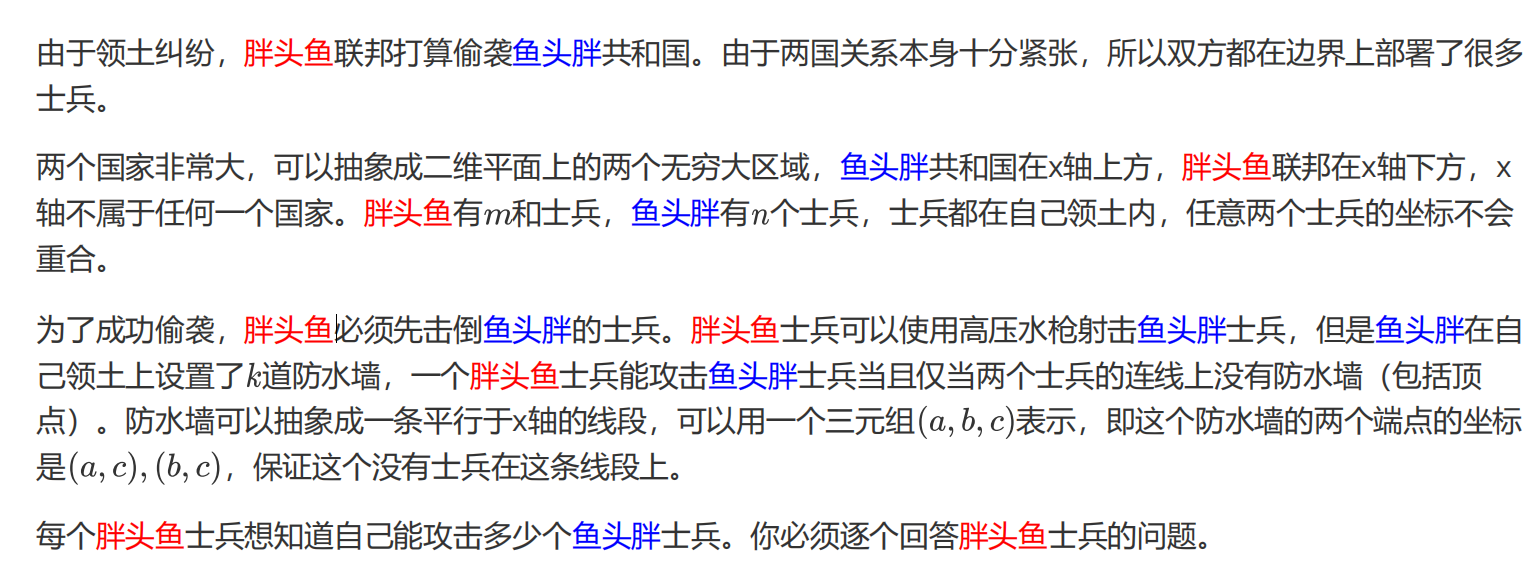 由于领土纠纷，胖头鱼联邦打算偷袭鱼头胖共和国。由于两国关系本身十分紧张，所以双方都在边界上部署了很多
士兵。
两个国家非常大，可以抽象成二维平面上的两个无穷大区域，鱼头胖共和国在x轴上方，胖头鱼联邦在x轴下方，x
轴不属于任何一个国家。胖头鱼有m和士兵，鱼头胖有n个士兵，士兵都在自己领土内，任意两个士兵的坐标不会
重合。
为了成功偷袭，胖头鱼必须先击倒鱼头胖的士兵。胖头鱼士兵可以使用高压水枪射击鱼头胖士兵，但是鱼头胖在自
己领土上设置了k道防水墙，一个胖头鱼士兵能攻击鱼头胖士兵当且仅当两个士兵的连线上没有防水墙（包括顶
点）。防水墙可以抽象成一条平行于x轴的线段，可以用一个三元组(a, b, c)表示，即这个防水墙的两个端点的坐标
是(a, c), (b, c)，保证这个没有士兵在这条线段上。
每个胖头鱼士兵想知道自己能攻击多少个鱼头胖士兵。你必须逐个回答胖头鱼士兵的问题。